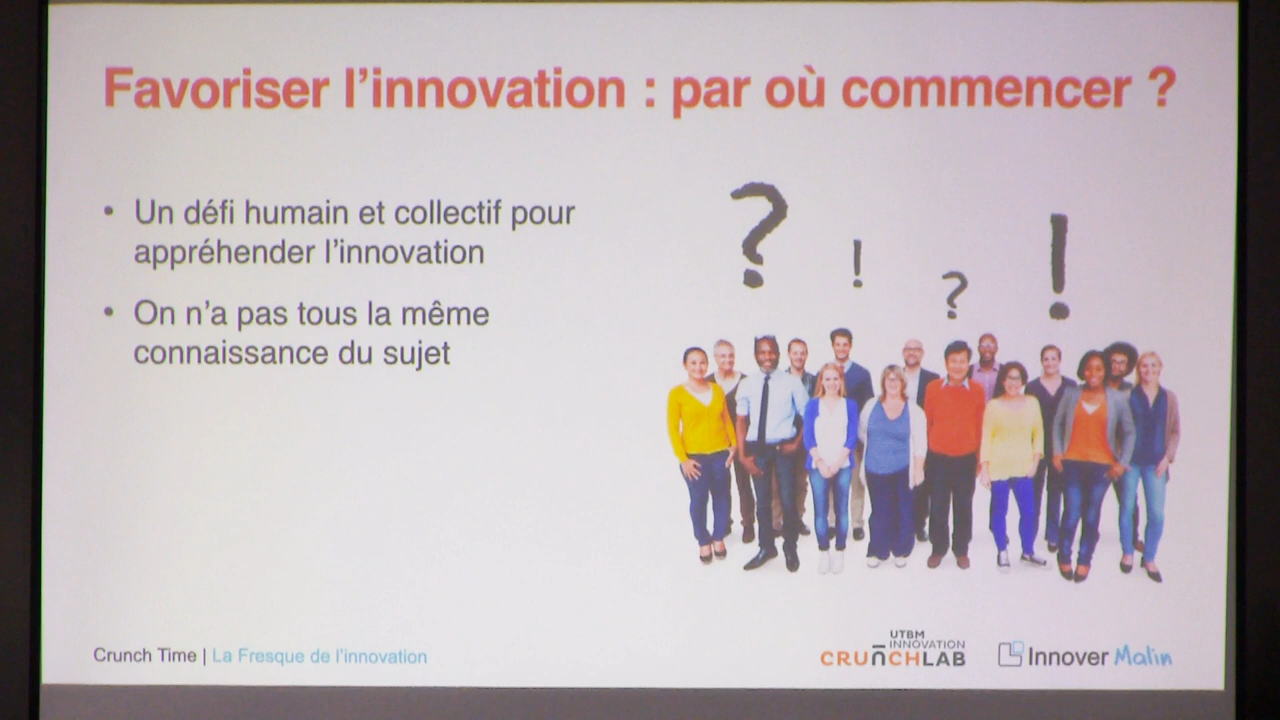 Favoriser l'innovation : par où commencer ?
• Un défi humain et collectif pour
appréhender l'innovation
• On n'a pas tous la même
connaissance du sujet
? ! ? !
Crunch Time | La Fresque de l'innovation
UTBM
INNOVATION
CRUNCHLAB
Innover Malin